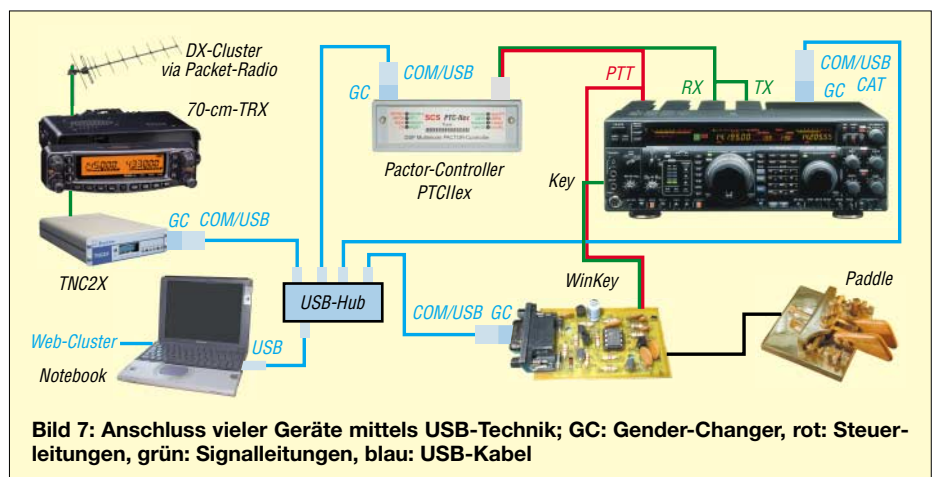 DX-Cluster
via Packet-Radio
70-cm-TRX
GC COM/USB
TNC2X
Web-Cluster
Notebook
USB
USB-Hub
COM/USB
GC
SCS
Pactor-Controller
PTCIIex
PTT
RX
TX
COM/USB
GC CAT
Key
WinKey
COM/USB GC
Paddle
Bild 7: Anschluss vieler Geräte mittels USB-Technik; GC: Gender-Changer, rot: Steuer-
leitungen, grün: Signalleitungen, blau: USB-Kabel